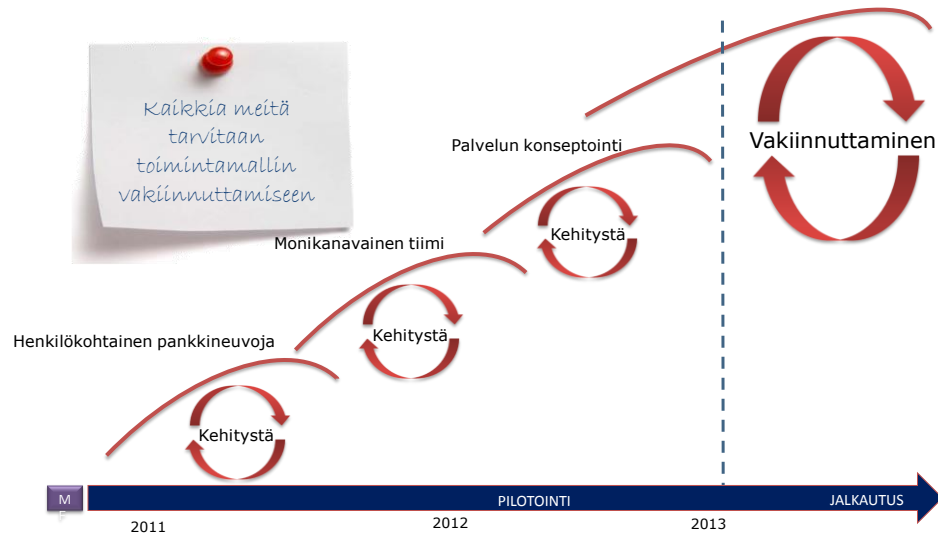 Kaikkia meitä
tarvitaan
toimintamallin
vakiinnuttamiseen
Vakiinnuttaminen
Palvelun konseptointi
Kehitystä
Monikanavainen tiimi
Kehitystä
Henkilökohtainen pankkineuvoja
Kehitystä
M
F
PILOTOINTI
JALKAUTUS
2011
2012
2013